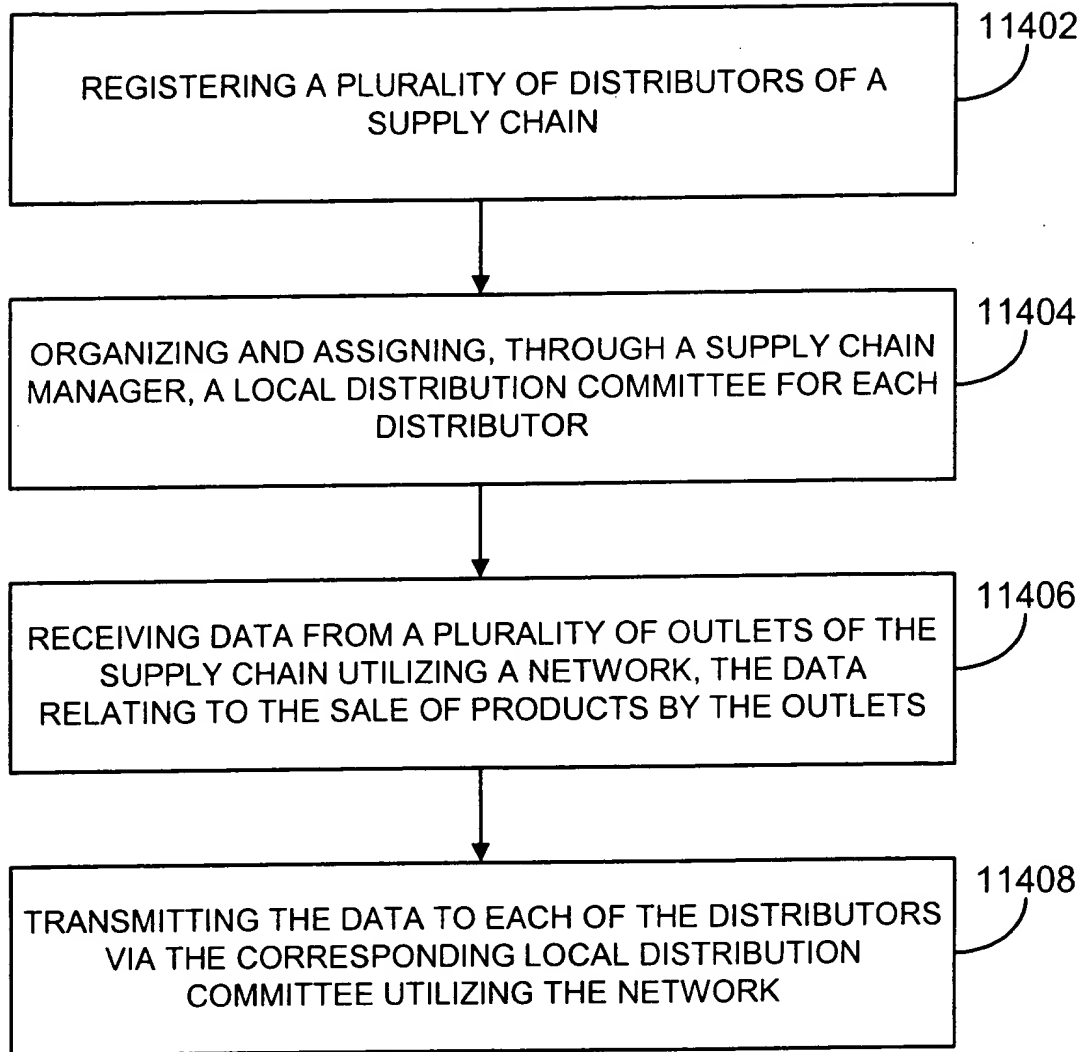 11402
REGISTERING A PLURALITY OF DISTRIBUTORS OF A
SUPPLY CHAIN
11404
ORGANIZING AND ASSIGNING, THROUGH A SUPPLY CHAIN
MANAGER, A LOCAL DISTRIBUTION COMMITTEE FOR EACH
DISTRIBUTOR
11406
RECEIVING DATA FROM A PLURALITY OF OUTLETS OF THE
SUPPLY CHAIN UTILIZING A NETWORK, THE DATA
RELATING TO THE SALE OF PRODUCTS BY THE OUTLETS
11408
TRANSMITTING THE DATA TO EACH OF THE DISTRIBUTORS
VIA THE CORRESPONDING LOCAL DISTRIBUTION
COMMITTEE UTILIZING THE NETWORK